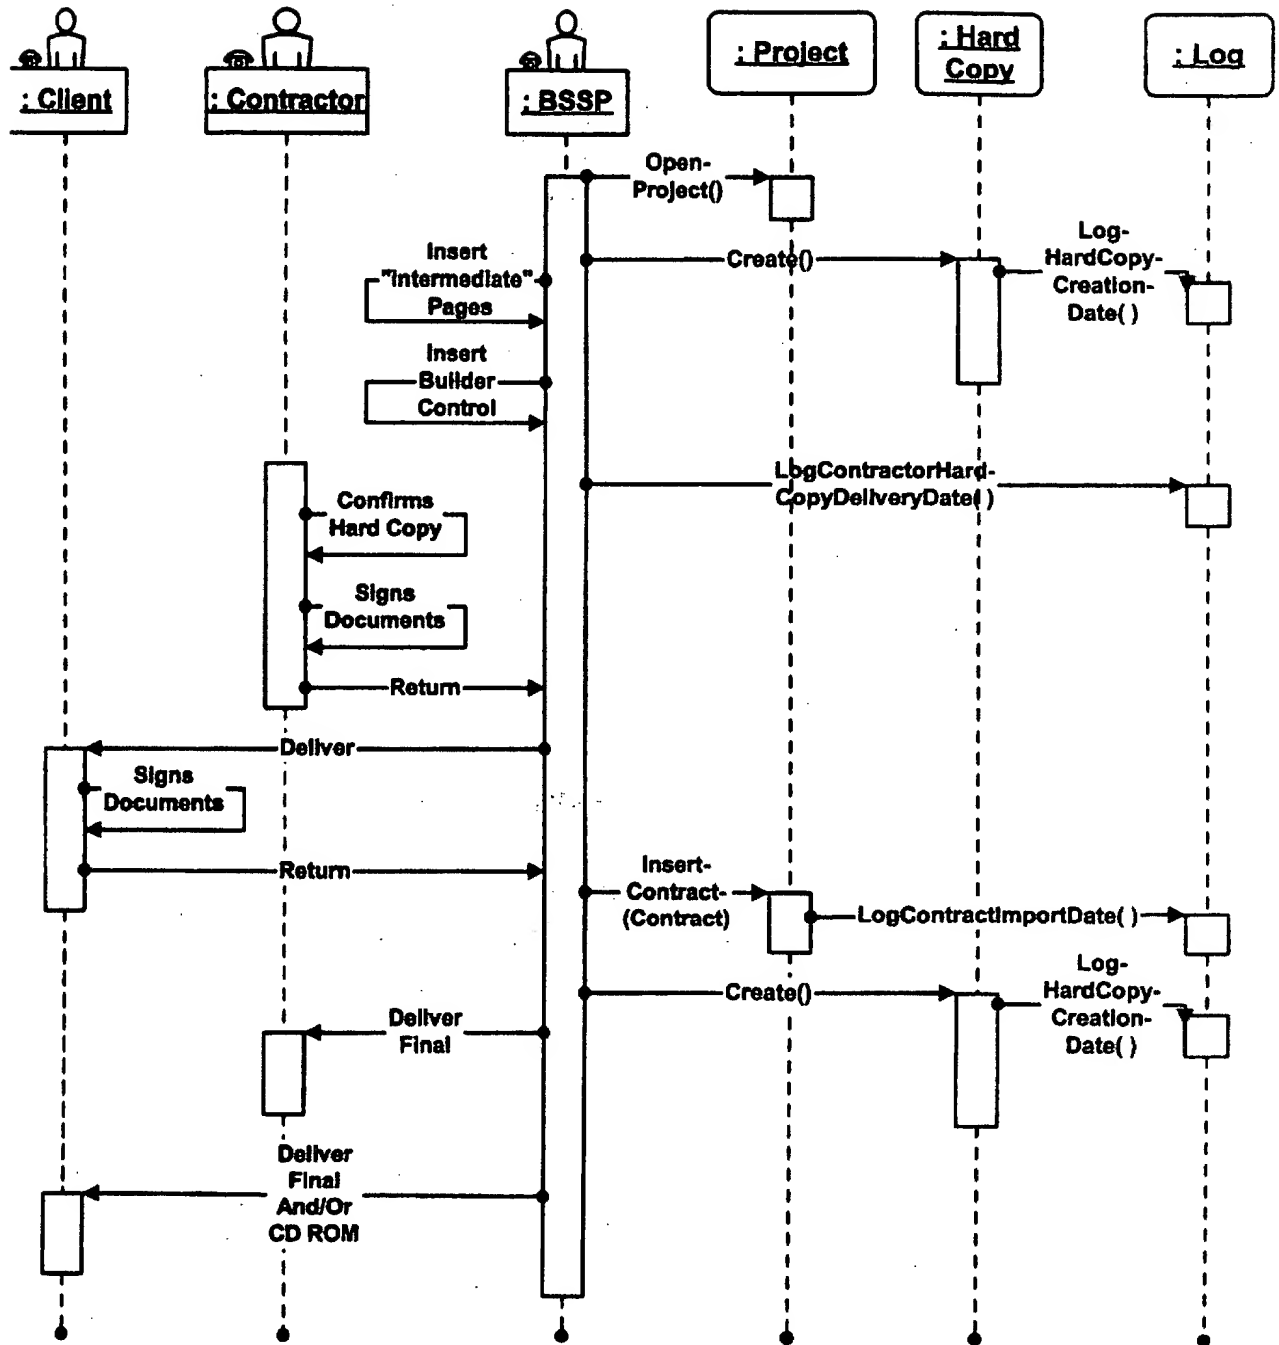 : Client
: Contractor
: BSSP
: Project
: Hard
Copy
: Log
Open-
Project()
Create()
Log-
HardCopy-
Creation-
Date( )
Insert
"Intermediate"
Pages
Insert
Builder
Control
LogContractorHard-
CopyDeliveryDate( )
Confirms
Hard Copy
Signs
Documents
Return
Deliver
Signs
Documents
Return
Insert-
Contract-
(Contract)
LogContractImportDate( )
Create()
Log-
HardCopy-
Creation-
Date( )
Deliver
Final
Deliver
Final
And/Or
CD ROM